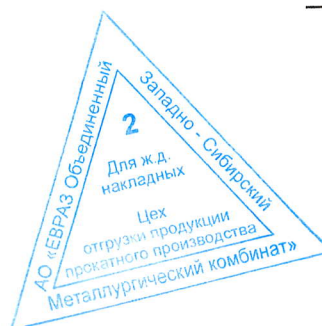 АО «ЕВРАЗ Объединенный
Западно - Сибирский
Металлургический комбинат»
2
Для ж.д.
накладных
Цех
отгрузки продукции
прокатного производства